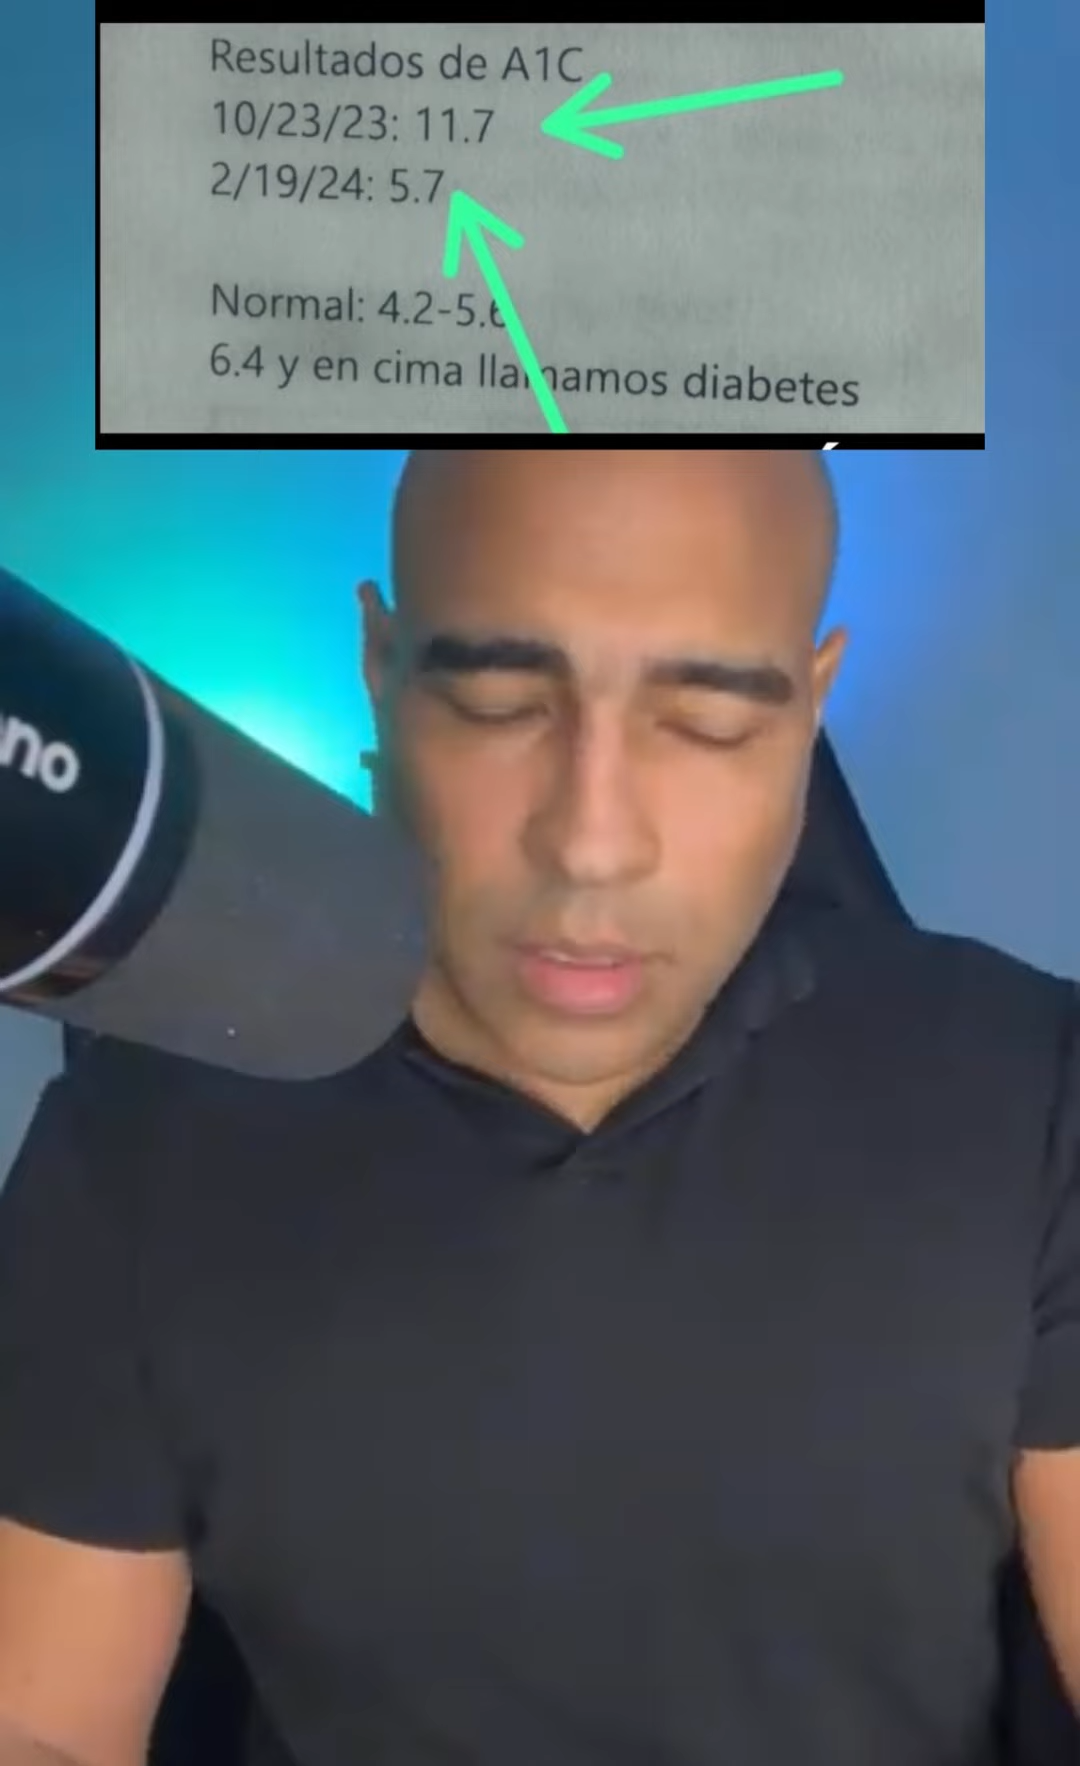 Resultados de A1C
10/23/23: 11.7
2/19/24: 5.7
Normal: 4.2-5.6
6.4 y en cima llamamos diabetes
no